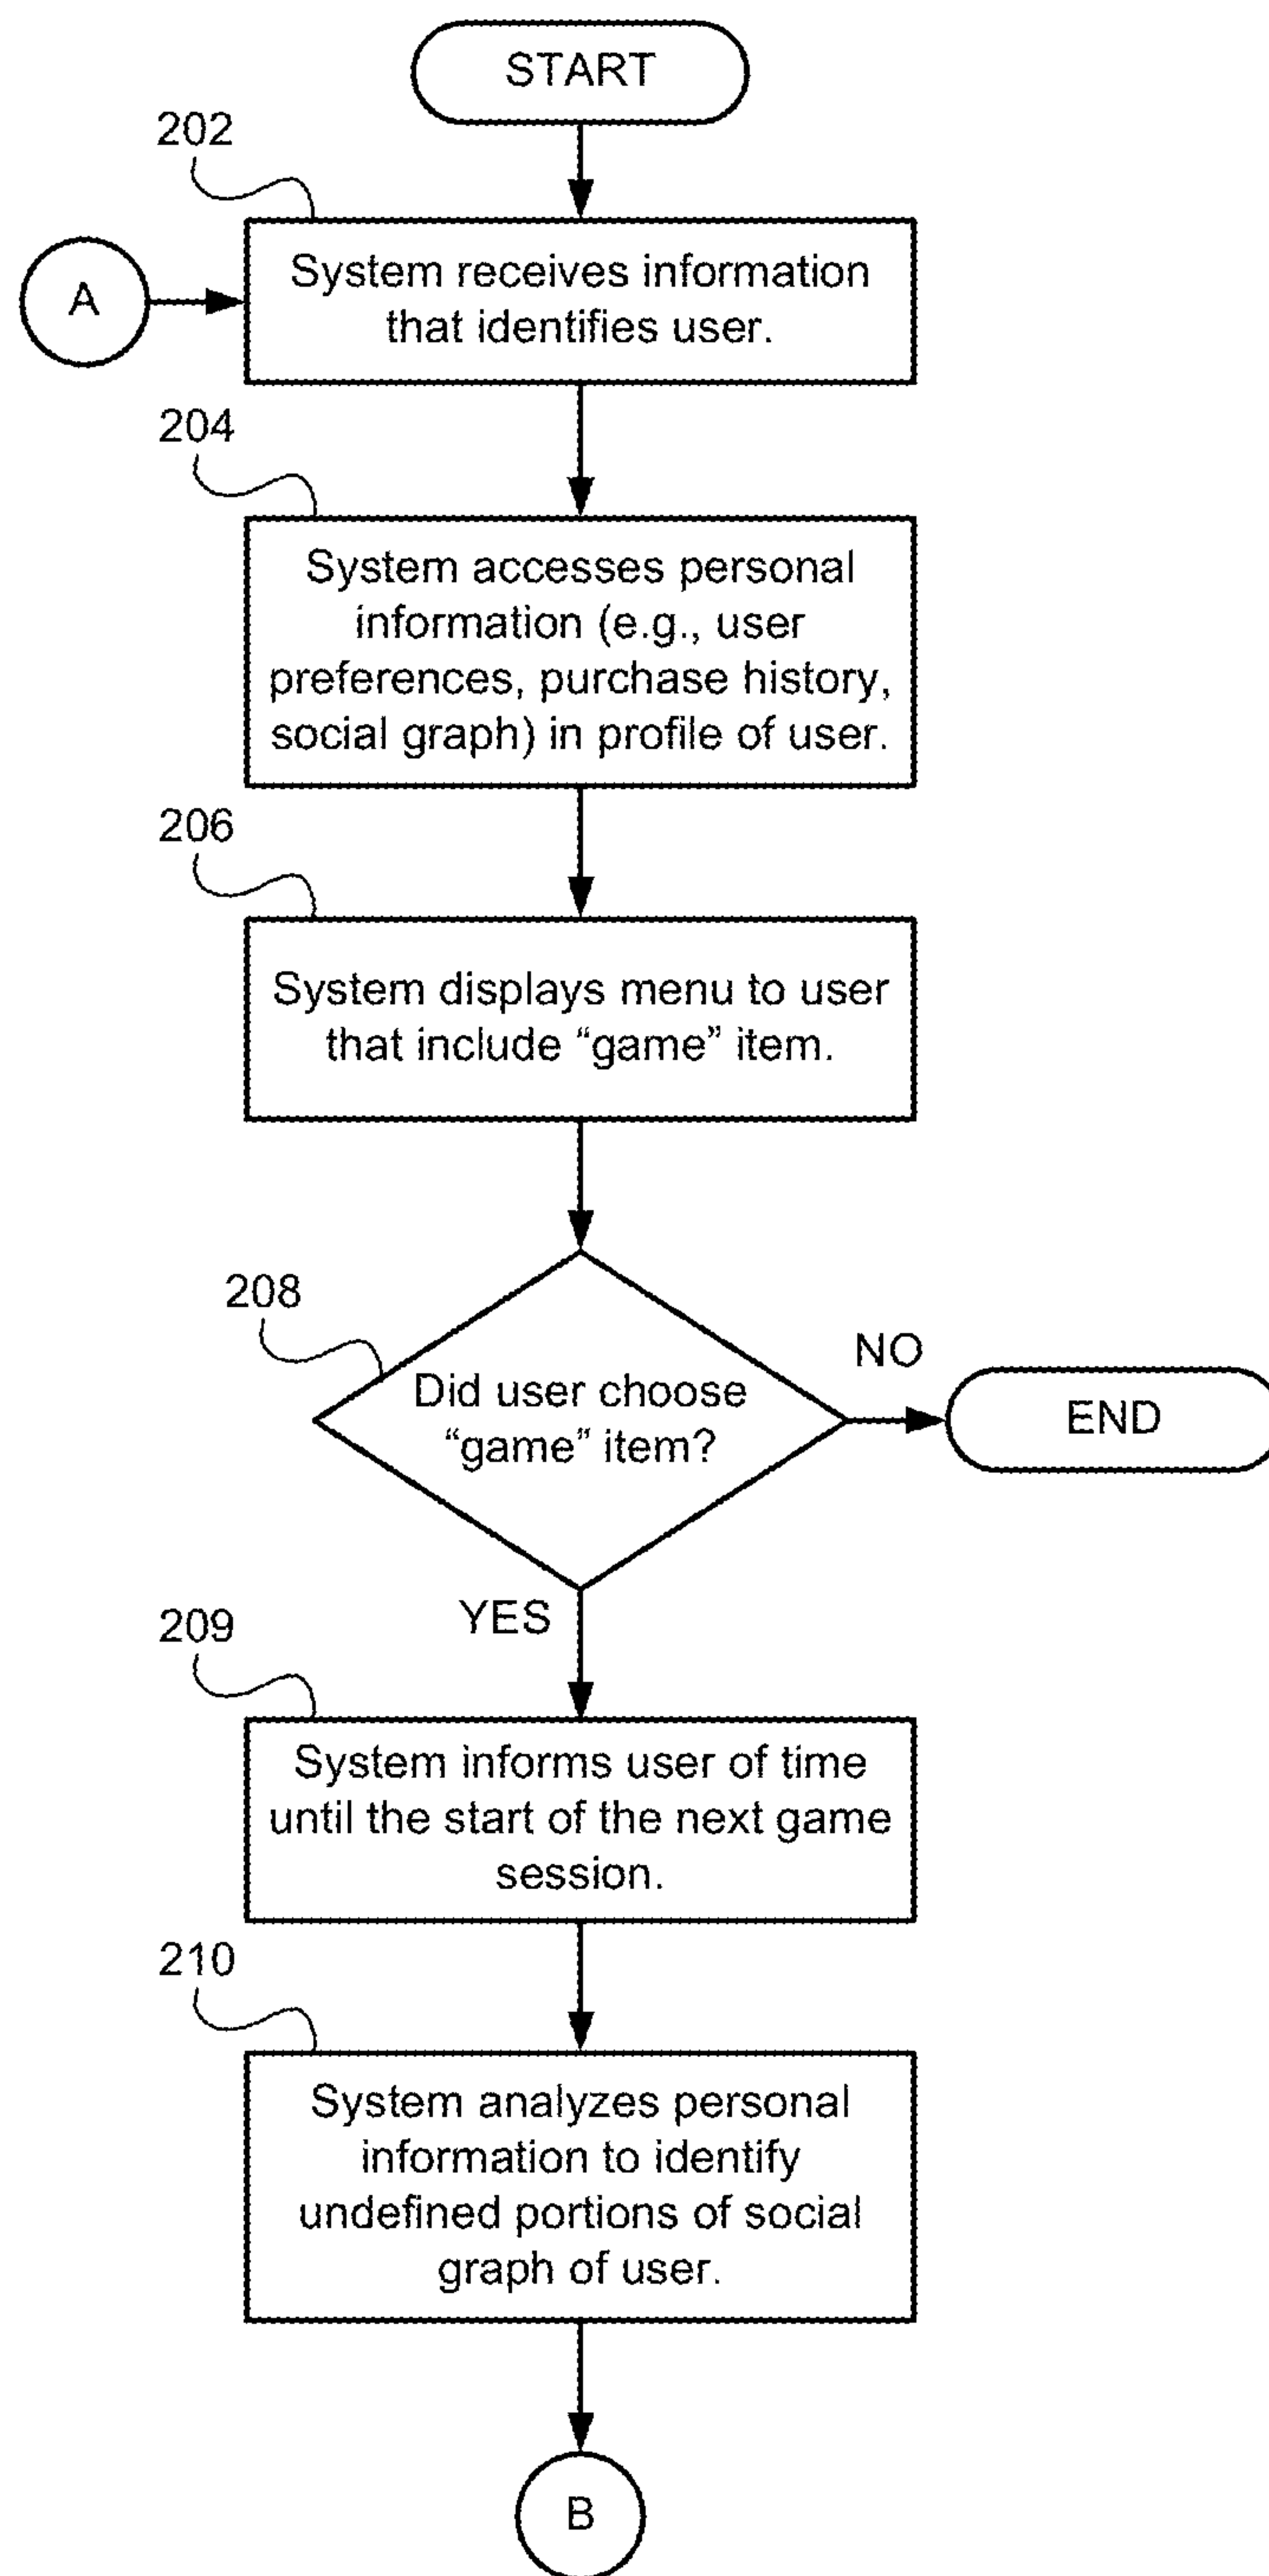 START
202
A
System receives information
that identifies user.
204
System accesses personal
information (e.g., user
preferences, purchase history,
social graph) in profile of user.
206
System displays menu to user
that include “game” item.
208
Did user choose
“game” item?
NO
END
YES
209
System informs user of time
until the start of the next game
session.
210
System analyzes personal
information to identify
undefined portions of social
graph of user.
B